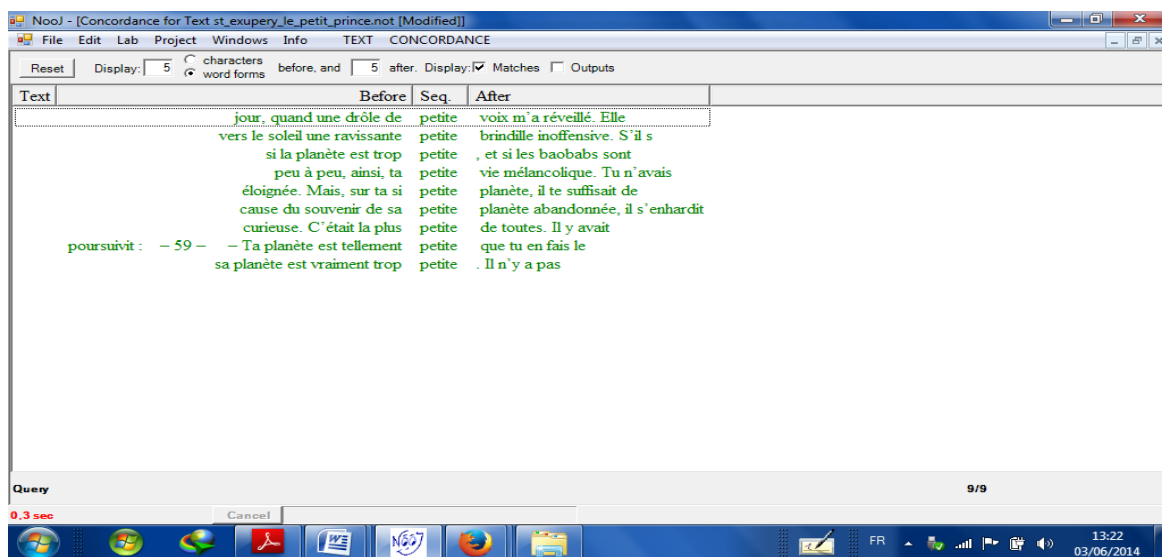 NooJ - [Concordance for Text st_exupery_le_petit_prince.not [Modified]]
File Edit Lab Project Windows Info TEXT CONCORDANCE
Reset Display: 5 characters word forms before, and 5 after. Display: Matches Outputs
Text Before Seq. After
jour, quand une drôle de petite voix m’a réveillé. Elle
vers le soleil une ravissante petite brindille inoffensive. S’il s
si la planète est trop petite , et si les baobabs sont
peu à peu, ainsi, ta petite vie mélancolique. Tu n’avais
éloignée. Mais, sur ta si petite planète, il te suffisait de
cause du souvenir de sa petite planète abandonnée, il s’enhardit
curieuse. C’était la plus petite de toutes. Il y avait
poursuivit : – 59 – – Ta planète est tellement petite que tu en fais le
sa planète est vraiment trop petite . Il n’y a pas
Query 9/9
0,3 sec Cancel
W NooJ FR 13:22
03/06/2014